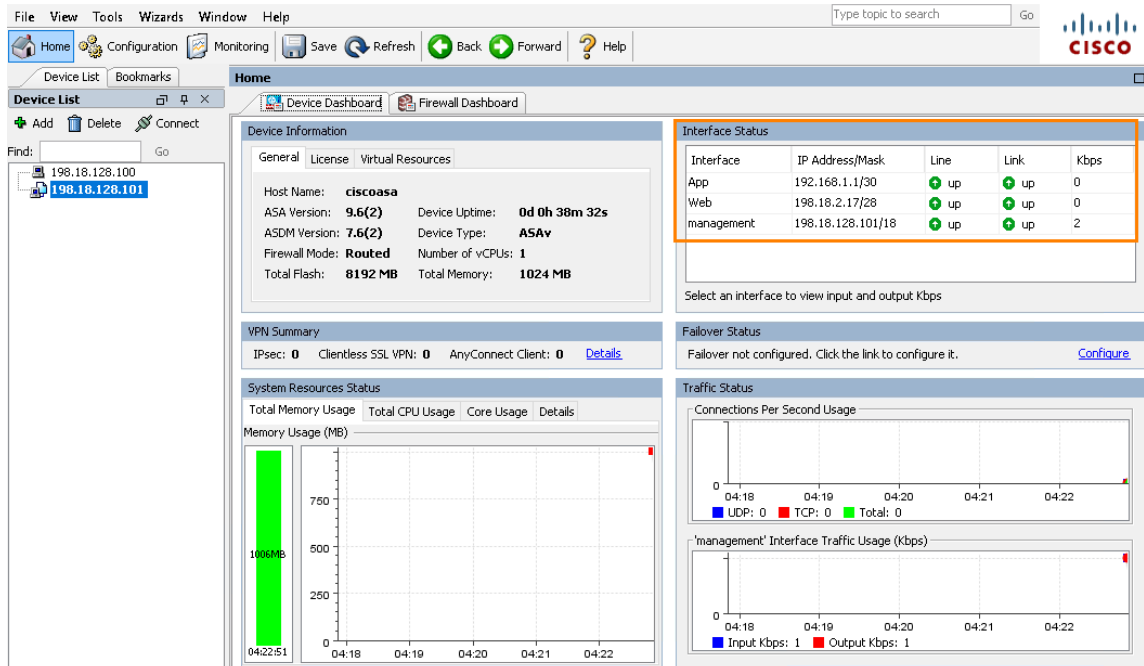 File View Tools Wizards Window Help
Type topic to search Go
Home Configuration Monitoring Save Refresh Back Forward Help
CISCO
Device List Bookmarks
Device List
Add Delete Connect
Find: Go
198.18.128.100
198.18.128.101
Home
Device Dashboard Firewall Dashboard
Device Information
General License Virtual Resources
Host Name: ciscoasa
ASA Version: 9.6(2) Device Uptime: 0d 0h 38m 32s
ASDM Version: 7.6(2) Device Type: ASAv
Firewall Mode: Routed Number of vCPUs: 1
Total Flash: 8192 MB Total Memory: 1024 MB
Interface Status
Interface IP Address/Mask Line Link Kbps
App 192.168.1.1/30 up up 0
Web 198.18.2.17/28 up up 0
management 198.18.128.101/18 up up 2
Select an interface to view input and output Kbps
VPN Summary
IPsec: 0 Clientless SSL VPN: 0 AnyConnect Client: 0 Details
Failover Status
Failover not configured. Click the link to configure it. Configure
System Resources Status
Total Memory Usage Total CPU Usage Core Usage Details
Memory Usage (MB)
1006MB
04:22:51
750
500
250
0
04:18 04:19 04:20 04:21 04:22
Traffic Status
Connections Per Second Usage
0
04:18 04:19 04:20 04:21 04:22
UDP: 0 TCP: 0 Total: 0
'management' Interface Traffic Usage (Kbps)
0
04:18 04:19 04:20 04:21 04:22
Input Kbps: 1 Output Kbps: 1